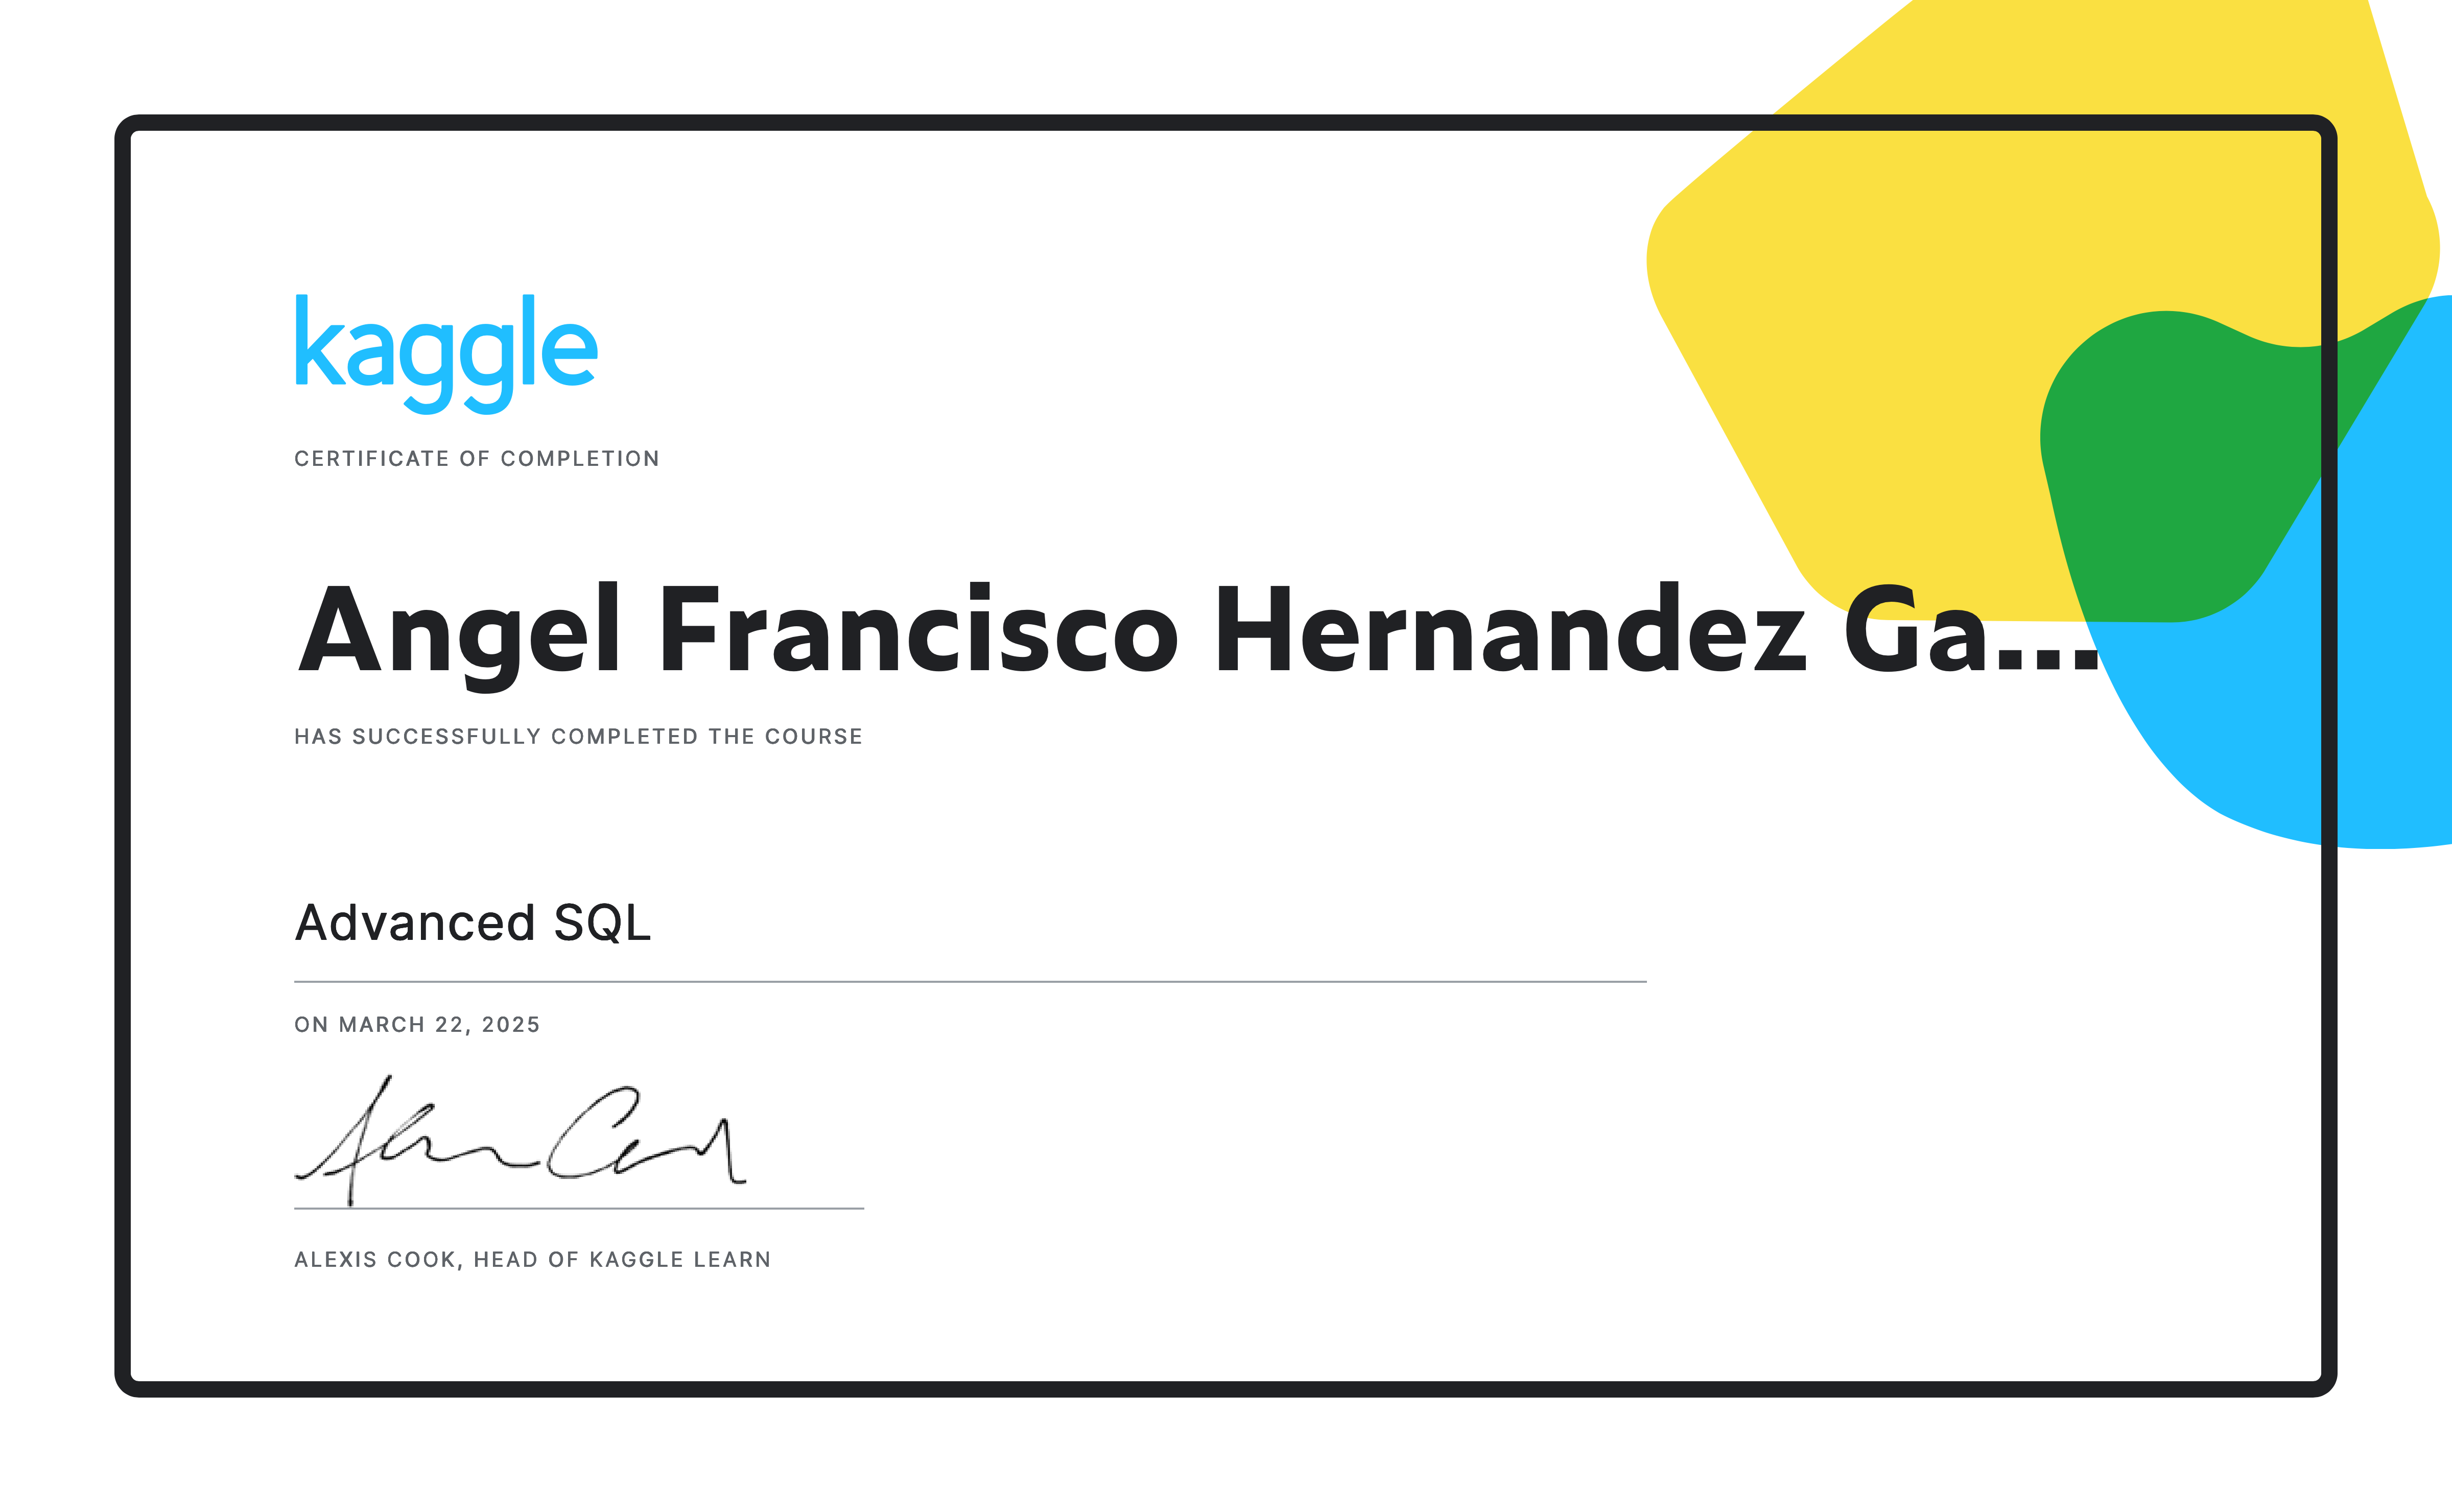 kaggle
CERTIFICATE OF COMPLETION
Angel Francisco Hernandez Ga...
HAS SUCCESSFULLY COMPLETED THE COURSE
Advanced SQL
ON MARCH 22, 2025
ALEXIS COOK, HEAD OF KAGGLE LEARN